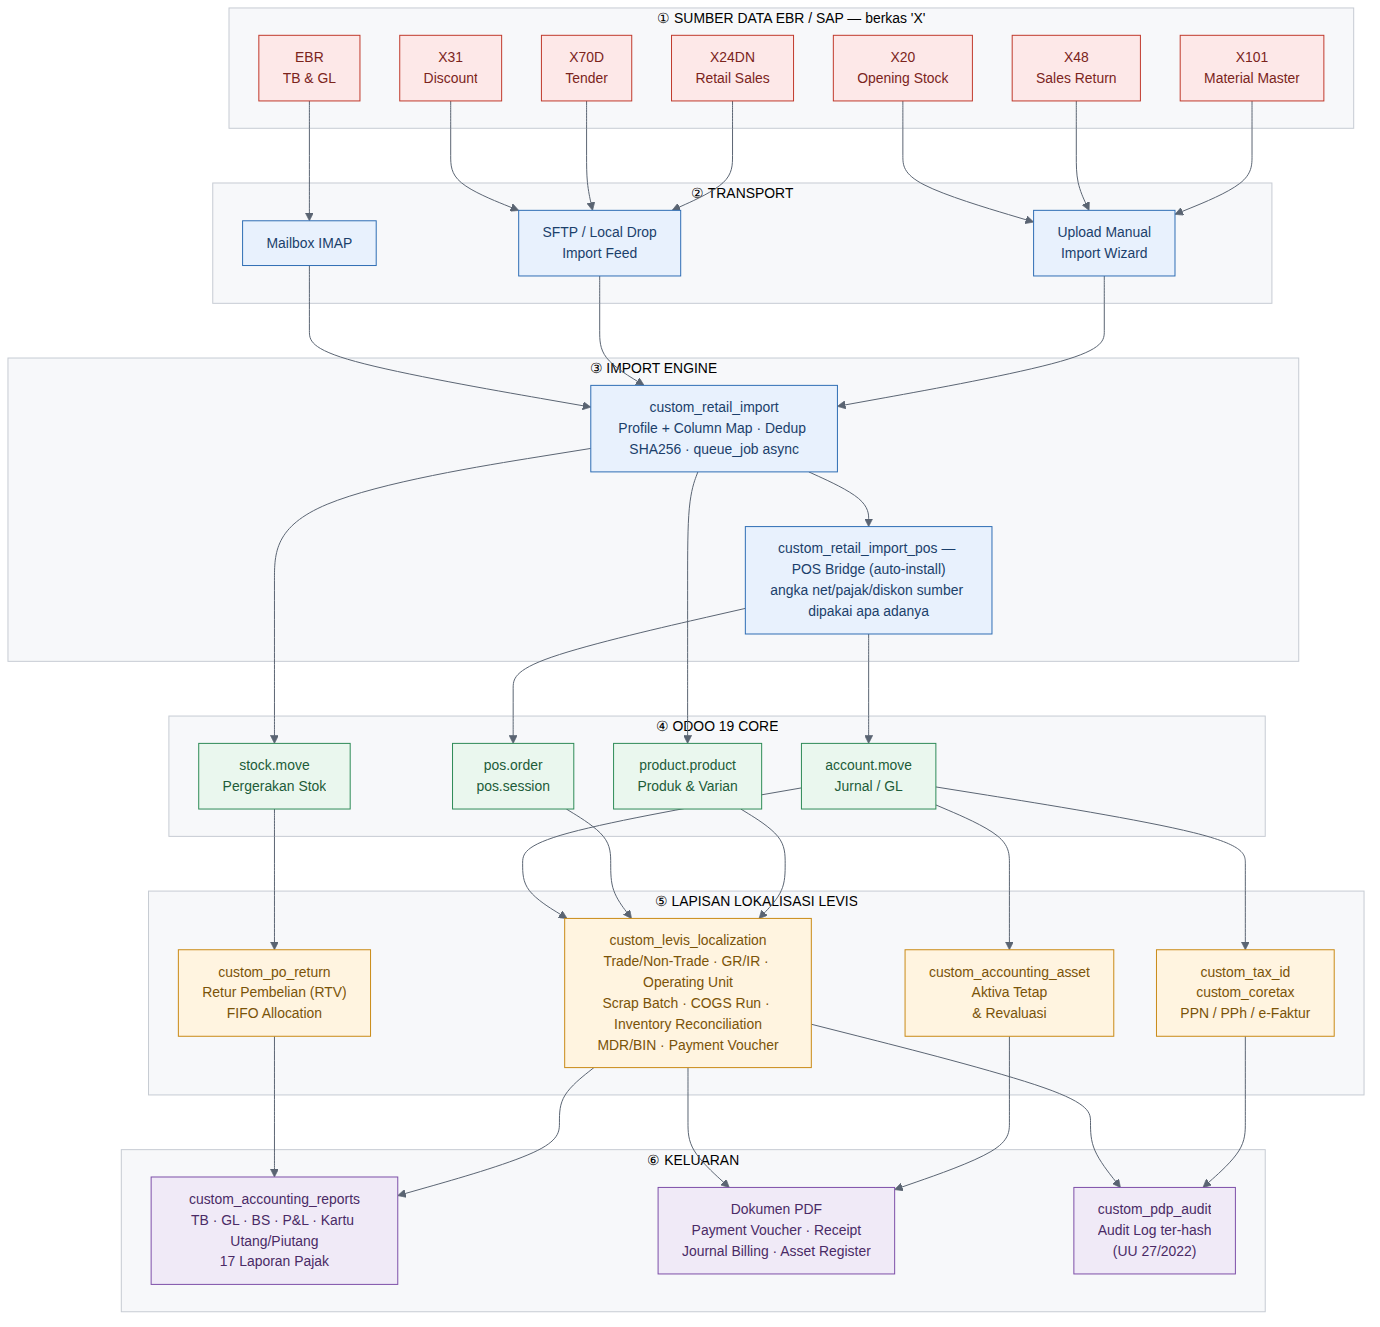 ① SUMBER DATA EBR / SAP — berkas 'X'
EBR
TB & GL
X31
Discount
X70D
Tender
X24DN
Retail Sales
X20
Opening Stock
X48
Sales Return
X101
Material Master
② TRANSPORT
Mailbox IMAP
SFTP / Local Drop
Import Feed
Upload Manual
Import Wizard
③ IMPORT ENGINE
custom_retail_import
Profile + Column Map · Dedup
SHA256 · queue_job async
custom_retail_import_pos —
POS Bridge (auto-install)
angka net/pajak/diskon sumber
dipakai apa adanya
④ ODOO 19 CORE
stock.move
Pergerakan Stok
pos.order
pos.session
product.product
Produk & Varian
account.move
Jurnal / GL
⑤ LAPISAN LOKALISASI LEVIS
custom_po_return
Retur Pembelian (RTV)
FIFO Allocation
custom_levis_localization
Trade/Non-Trade · GR/IR ·
Operating Unit
Scrap Batch · COGS Run ·
Inventory Reconciliation
MDR/BIN · Payment Voucher
custom_accounting_asset
Aktiva Tetap
& Revaluasi
custom_tax_id
custom_coretax
PPN / PPh / e-Faktur
⑥ KELUARAN
custom_accounting_reports
TB · GL · BS · P&L · Kartu
Utang/Piutang
17 Laporan Pajak
Dokumen PDF
Payment Voucher · Receipt
Journal Billing · Asset Register
custom_pdp_audit
Audit Log ter-hash
(UU 27/2022)